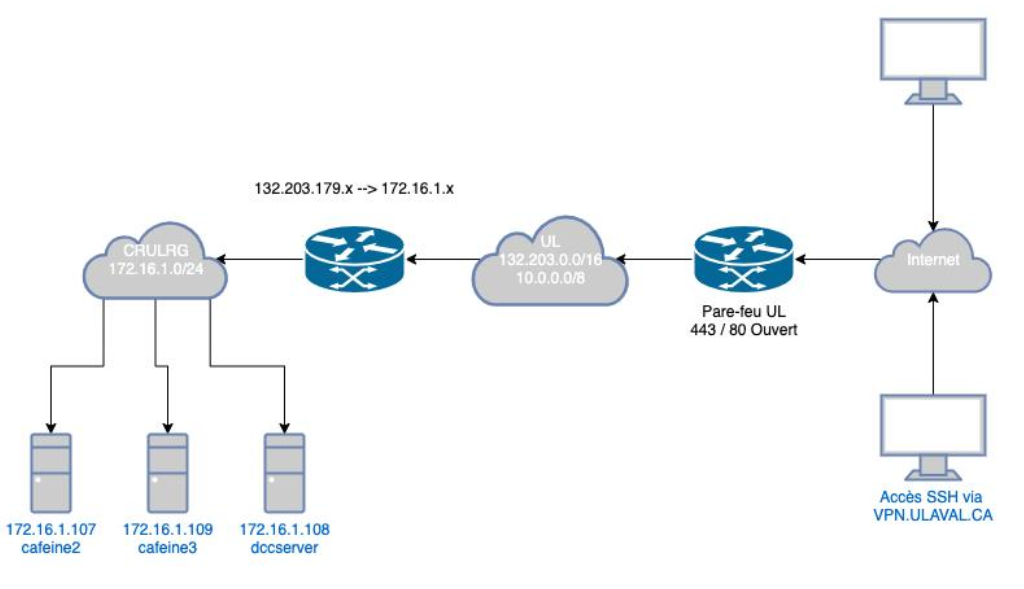 132.203.179.x --> 172.16.1.x
CRULRG
172.16.1.0/24
UL
132.203.0.0/16
10.0.0.0/8
Internet
Pare-feu UL
443 / 80 Ouvert
172.16.1.107
cafeine2
172.16.1.109
cafeine3
172.16.1.108
dccserver
Accès SSH via
VPN.ULAVAL.CA